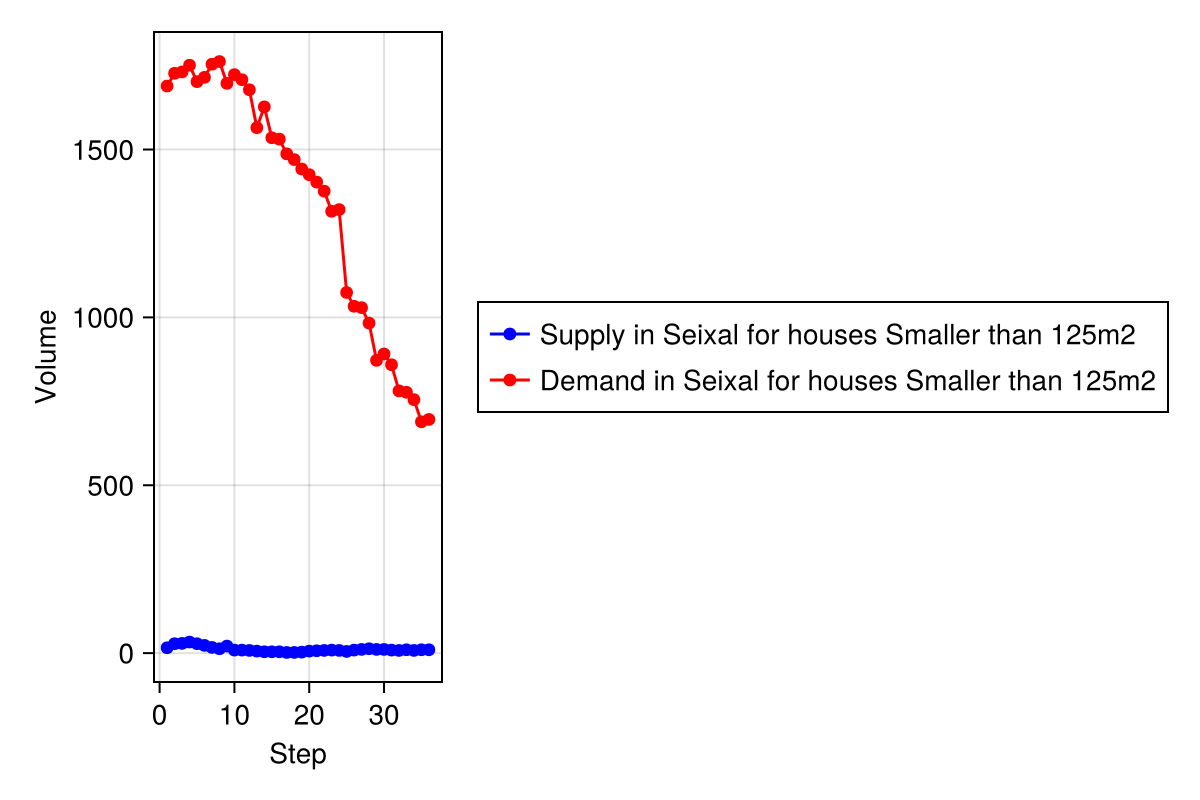 1500
1000
500
0
0 10 20 30
Step
Volume
Supply in Seixal for houses Smaller than 125m2
Demand in Seixal for houses Smaller than 125m2